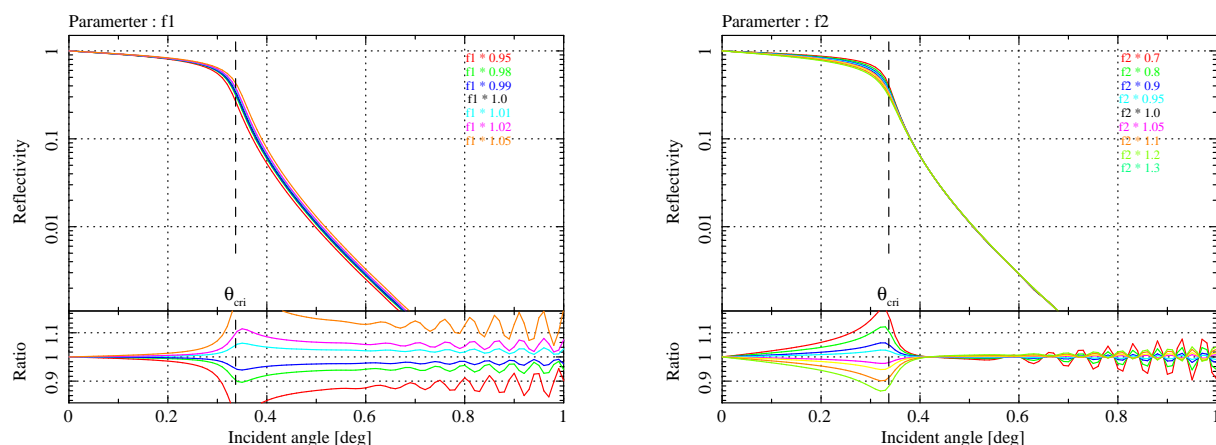 Paramerter : f1
1
0.1
0.01
Reflectivity
f1 * 0.95
f1 * 0.98
f1 * 0.99
f1 * 1.0
f1 * 1.01
f1 * 1.02
f1 * 1.05
θcri
1.1
1
0.9
Ratio
0 0.2 0.4 0.6 0.8 1
Incident angle [deg]
Paramerter : f2
1
0.1
0.01
Reflectivity
f2 * 0.7
f2 * 0.8
f2 * 0.9
f2 * 0.95
f2 * 1.0
f2 * 1.05
f2 * 1.1
f2 * 1.2
f2 * 1.3
θcri
1.1
1
0.9
Ratio
0 0.2 0.4 0.6 0.8 1
Incident angle [deg]